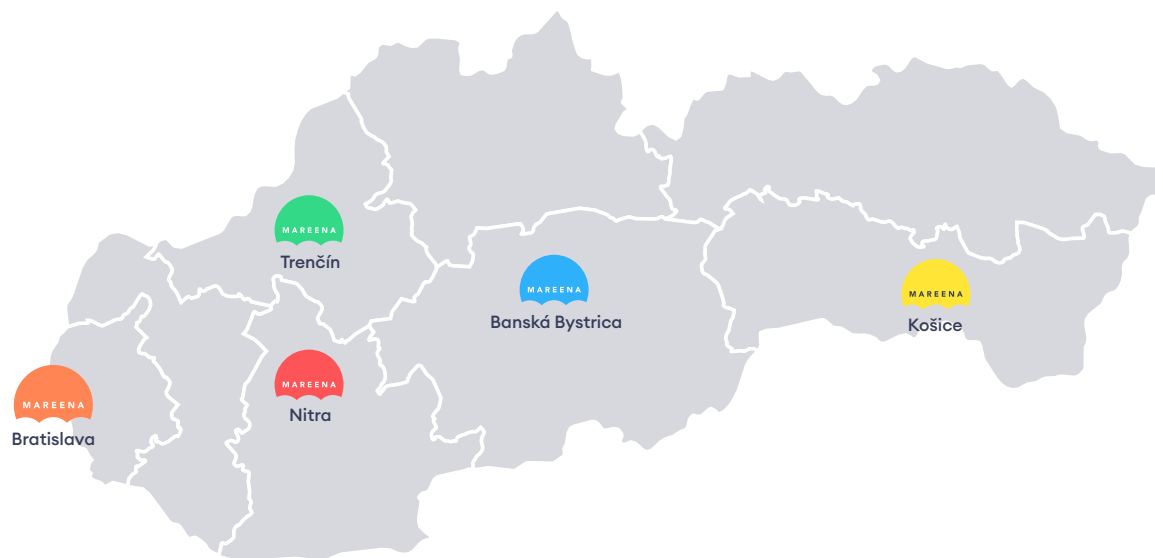 MAREENA
Trenčín
MAREENA
Banská Bystrica
MAREENA
Košice
MAREENA
Nitra
MAREENA
Bratislava